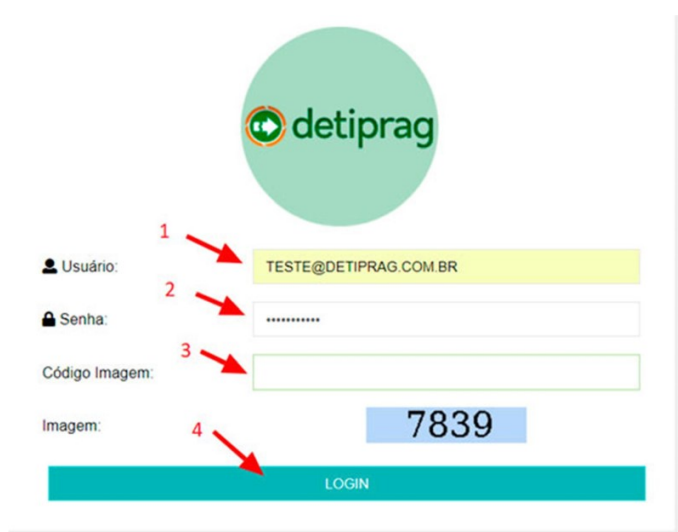 detiprag
1
Usuário: TESTE@DETIPRAG.COM.BR
2
Senha: •••••••••••
3
Código Imagem:
Imagem: 7839
4
LOGIN